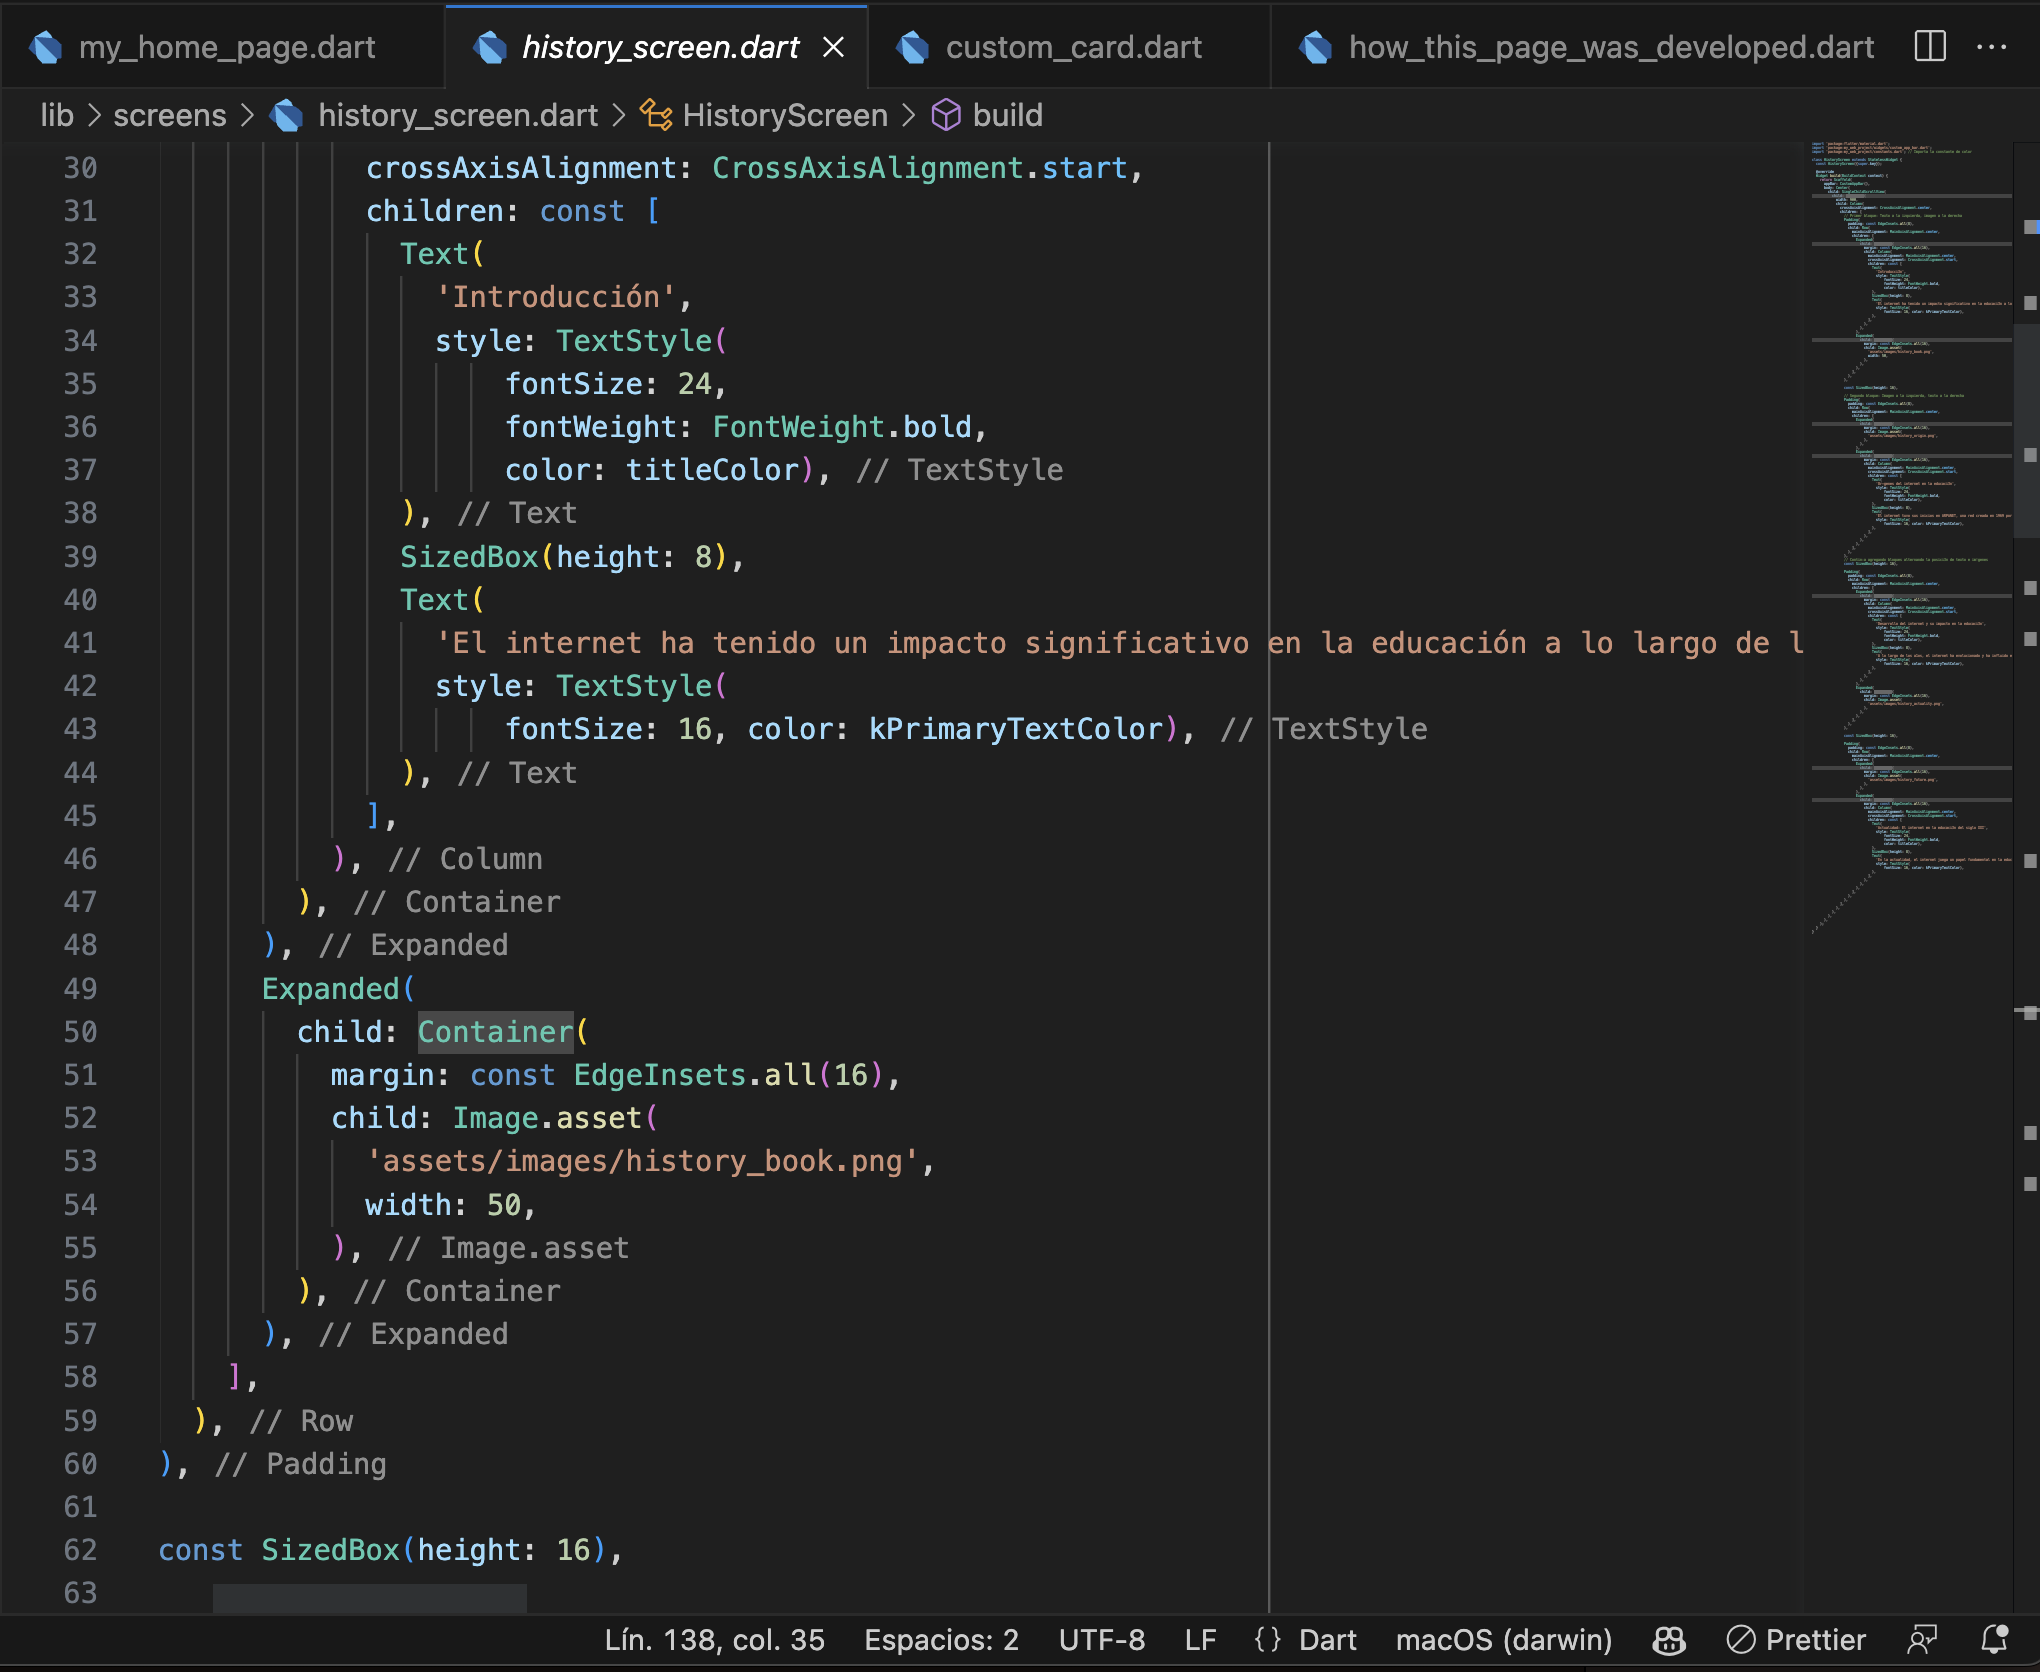 my_home_page.dart history_screen.dart custom_card.dart how_this_page_was_developed.dart
lib > screens > history_screen.dart > HistoryScreen > build
30 crossAxisAlignment: CrossAxisAlignment.start,
31 children: const [
32 Text(
33 'Introducción',
34 style: TextStyle(
35 fontSize: 24,
36 fontWeight: FontWeight.bold,
37 color: titleColor), // TextStyle
38 ), // Text
39 SizedBox(height: 8),
40 Text(
41 'El internet ha tenido un impacto significativo en la educación a lo largo de l
42 style: TextStyle(
43 fontSize: 16, color: kPrimaryTextColor), // TextStyle
44 ), // Text
45 ],
46 ), // Column
47 ), // Container
48 ), // Expanded
49 Expanded(
50 child: Container(
51 margin: const EdgeInsets.all(16),
52 child: Image.asset(
53 'assets/images/history_book.png',
54 width: 50,
55 ), // Image.asset
56 ), // Container
57 ), // Expanded
58 ],
59 ), // Row
60 ), // Padding
61
62 const SizedBox(height: 16),
63
Lín. 138, col. 35 Espacios: 2 UTF-8 LF {} Dart macOS (darwin) Prettier